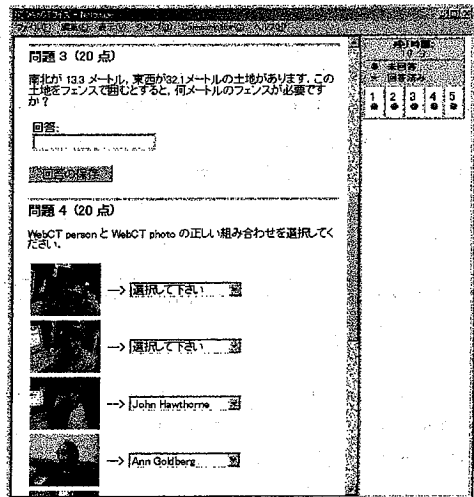 問題 3 (20 点)
南北が 13.3 メートル, 東西が32.1メートルの土地があります. この
土地をフェンスで囲むとすると, 何メートルのフェンスが必要です
か?
回答:
回答の保存
問題 4 (20 点)
WebCT person と WebCT photo の正しい組み合わせを選択してく
ださい.
--> 選択して下さい
--> 選択して下さい
--> John Hawthorne
--> Ann Goldberg
未回答
回答済み
1 2 3 4 5